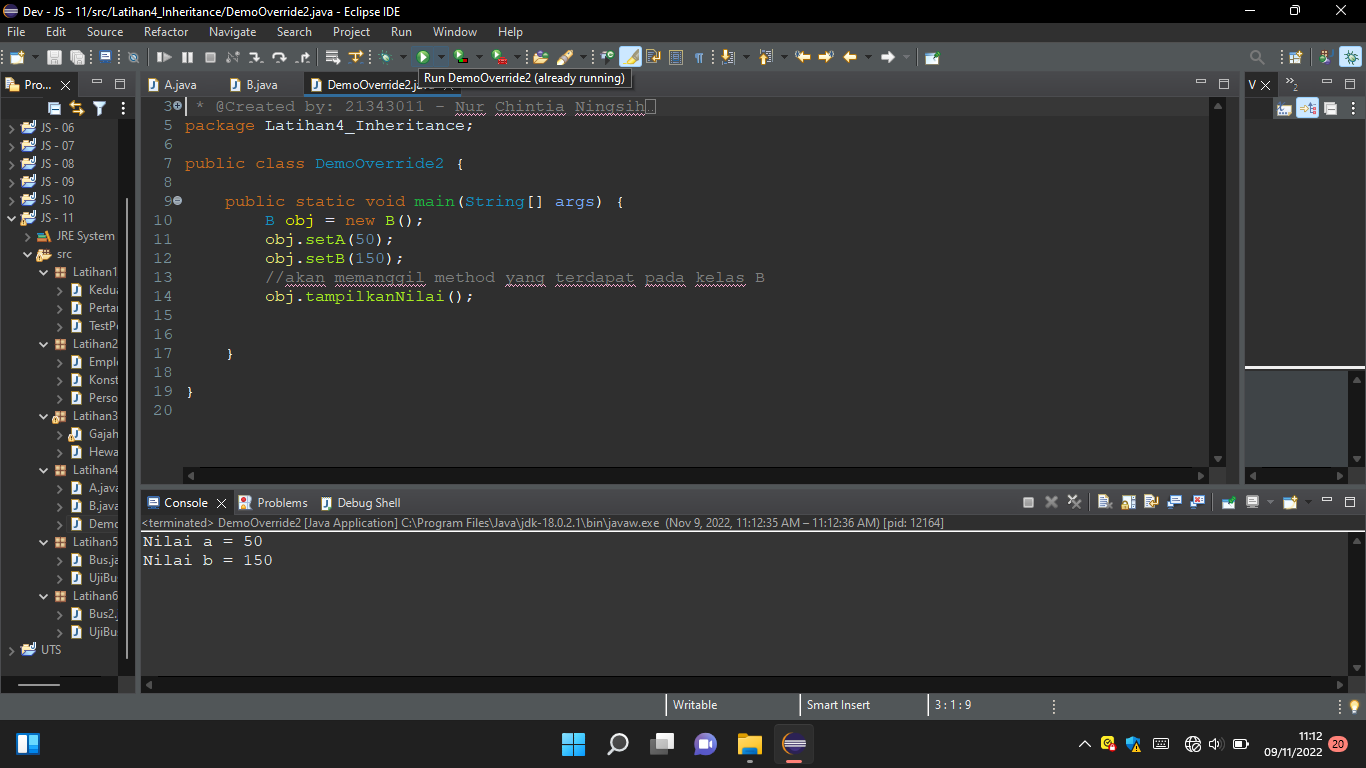 Dev - JS - 11/src/Latihan4_Inheritance/DemoOverride2.java - Eclipse IDE
File Edit Source Refactor Navigate Search Project Run Window Help
Pro...
A.java
B.java
DemoOverride2.java
Run DemoOverride2 (already running)
V
2
JS - 06
JS - 07
JS - 08
JS - 09
JS - 10
JS - 11
JRE System
src
Latihan1
Kedua
Pertar
TestPe
Latihan2
Emplo
Konst
Perso
Latihan3
Gajah
Hewa
Latihan4
A.java
B.java
Demo
Latihan5
Bus.ja
UjiBu
Latihan6
Bus2.
UjiBu
UTS
3 * @Created by: 21343011 - Nur Chintia Ningsih
5 package Latihan4_Inheritance;
6
7 public class DemoOverride2 {
8
9 public static void main(String[] args) {
10 B obj = new B();
11 obj.setA(50);
12 obj.setB(150);
13 //akan memanggil method yang terdapat pada kelas B
14 obj.tampilkanNilai();
15
16
17 }
18
19 }
20
Console Problems Debug Shell
<terminated> DemoOverride2 [Java Application] C:\Program Files\Java\jdk-18.0.2.1\bin\javaw.exe (Nov 9, 2022, 11:12:35 AM – 11:12:36 AM) [pid: 12164]
Nilai a = 50
Nilai b = 150
Writable Smart Insert 3 : 1 : 9
11:12
09/11/2022
20